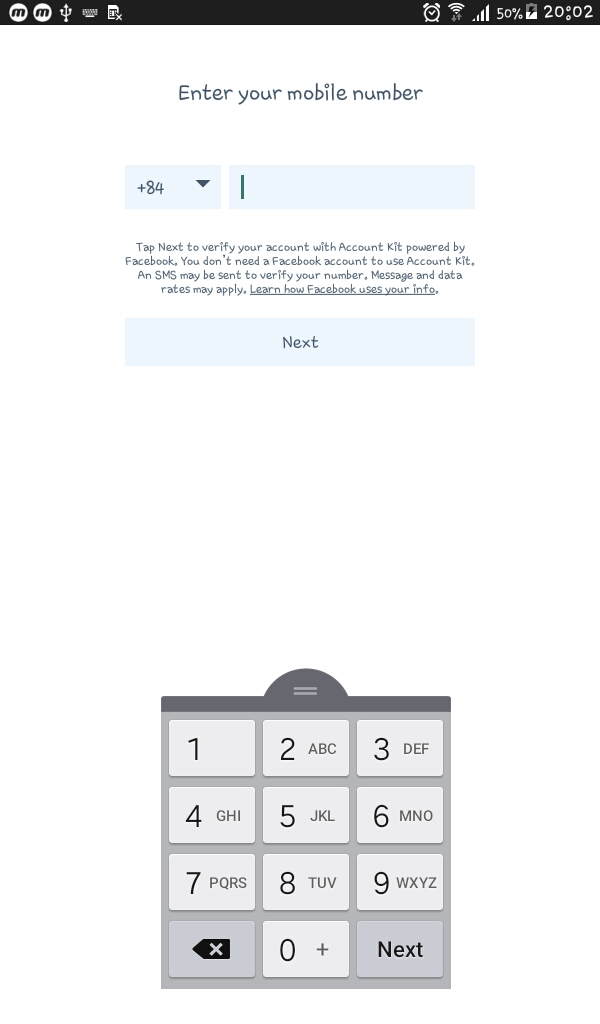 50% 20:02
Enter your mobile number
+84
Tap Next to verify your account with Account Kit powered by
Facebook. You don't need a Facebook account to use Account Kit.
An SMS may be sent to verify your number. Message and data
rates may apply. Learn how Facebook uses your info.
Next
1 2 ABC 3 DEF
4 GHI 5 JKL 6 MNO
7 PQRS 8 TUV 9 WXYZ
0 + Next